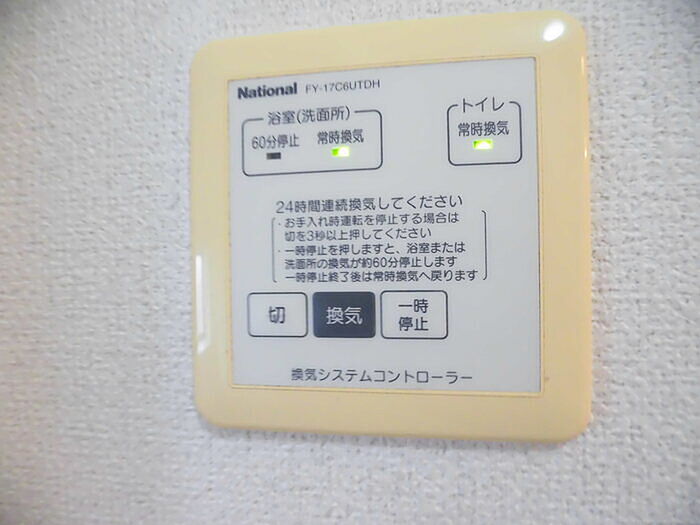 National FY-17C6UTDH
浴室(洗面所)
60分停止 常時換気
トイレ
常時換気
24時間連続換気してください
・お手入れ時運転を停止する場合は
切を3秒以上押してください
・一時停止を押しますと、浴室または
洗面所の換気が約60分停止します
一時停止終了後は常時換気へ戻ります
切 換気 一時
停止
換気システムコントローラー